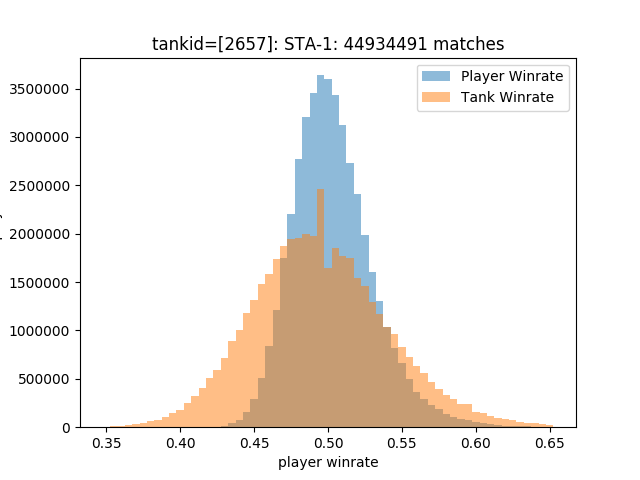 tankid=[2657]: STA-1: 44934491 matches
Player Winrate
Tank Winrate
3500000
3000000
2500000
2000000
1500000
1000000
500000
0
0.35 0.40 0.45 0.50 0.55 0.60 0.65
player winrate